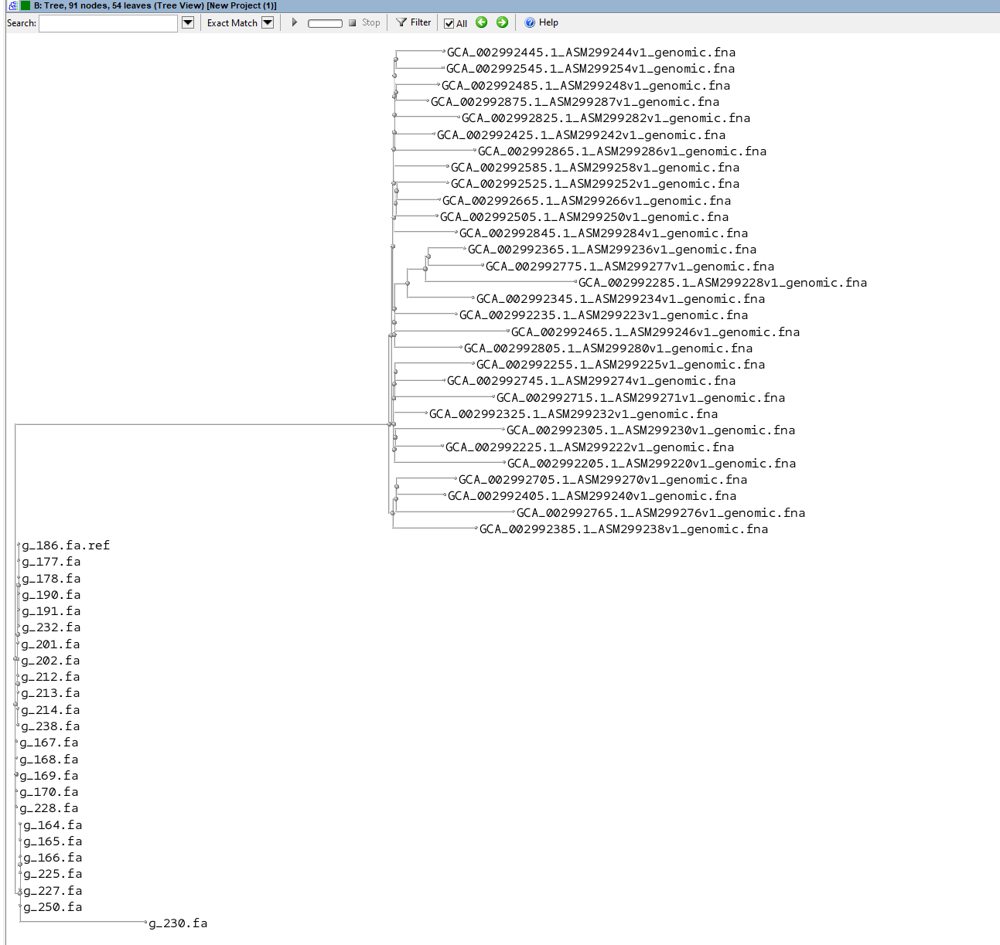 B: Tree, 91 nodes, 54 leaves (Tree View) [New Project (1)]
Search: Exact Match Stop Filter All Help
GCA_002992445.1_ASM299244v1_genomic.fna
GCA_002992545.1_ASM299254v1_genomic.fna
GCA_002992485.1_ASM299248v1_genomic.fna
GCA_002992875.1_ASM299287v1_genomic.fna
GCA_002992825.1_ASM299282v1_genomic.fna
GCA_002992425.1_ASM299242v1_genomic.fna
GCA_002992865.1_ASM299286v1_genomic.fna
GCA_002992585.1_ASM299258v1_genomic.fna
GCA_002992525.1_ASM299252v1_genomic.fna
GCA_002992665.1_ASM299266v1_genomic.fna
GCA_002992505.1_ASM299250v1_genomic.fna
GCA_002992845.1_ASM299284v1_genomic.fna
GCA_002992365.1_ASM299236v1_genomic.fna
GCA_002992775.1_ASM299277v1_genomic.fna
GCA_002992285.1_ASM299228v1_genomic.fna
GCA_002992345.1_ASM299234v1_genomic.fna
GCA_002992235.1_ASM299223v1_genomic.fna
GCA_002992465.1_ASM299246v1_genomic.fna
GCA_002992805.1_ASM299280v1_genomic.fna
GCA_002992255.1_ASM299225v1_genomic.fna
GCA_002992745.1_ASM299274v1_genomic.fna
GCA_002992715.1_ASM299271v1_genomic.fna
GCA_002992325.1_ASM299232v1_genomic.fna
GCA_002992305.1_ASM299230v1_genomic.fna
GCA_002992225.1_ASM299222v1_genomic.fna
GCA_002992205.1_ASM299220v1_genomic.fna
GCA_002992705.1_ASM299270v1_genomic.fna
GCA_002992405.1_ASM299240v1_genomic.fna
GCA_002992765.1_ASM299276v1_genomic.fna
GCA_002992385.1_ASM299238v1_genomic.fna
g_186.fa.ref
g_177.fa
g_178.fa
g_190.fa
g_191.fa
g_232.fa
g_201.fa
g_202.fa
g_212.fa
g_213.fa
g_214.fa
g_238.fa
g_167.fa
g_168.fa
g_169.fa
g_170.fa
g_228.fa
g_164.fa
g_165.fa
g_166.fa
g_225.fa
g_227.fa
g_250.fa
g_230.fa